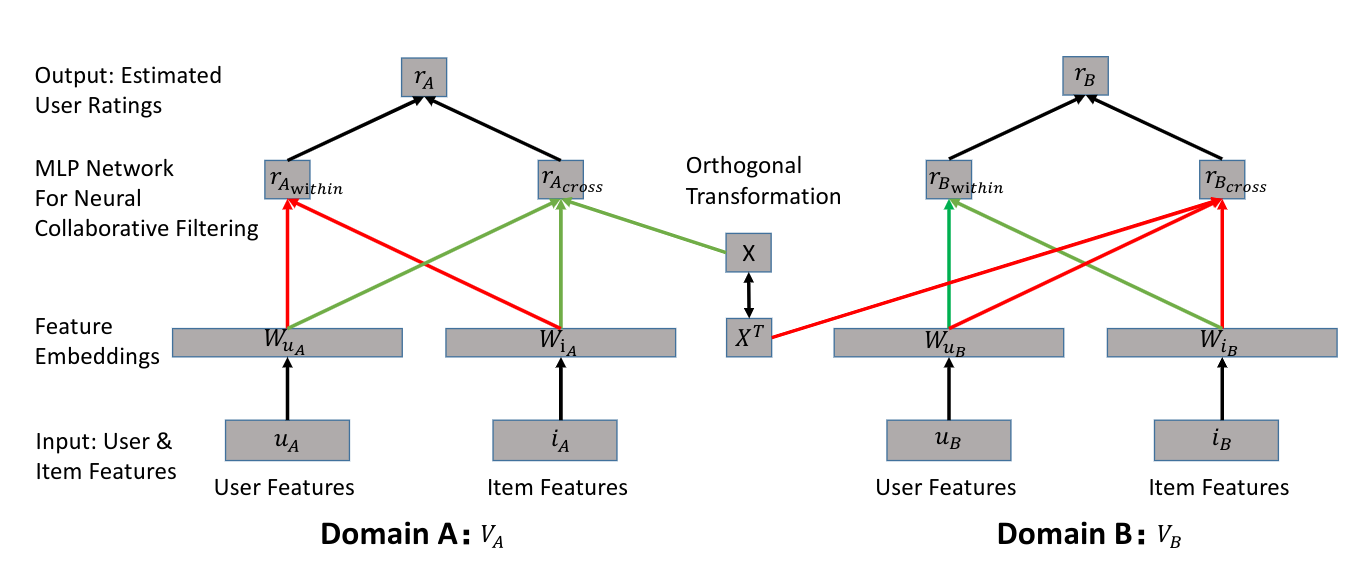 Output: Estimated
User Ratings
r_A
r_B
MLP Network
For Neural
Collaborative Filtering
r_{A_{within}}
r_{A_{cross}}
Orthogonal
Transformation
r_{B_{within}}
r_{B_{cross}}
X
X^T
Feature
Embeddings
W_{u_A}
W_{i_A}
W_{u_B}
W_{i_B}
Input: User &
Item Features
u_A
i_A
u_B
i_B
User Features
Item Features
User Features
Item Features
Domain A: V_A
Domain B: V_B